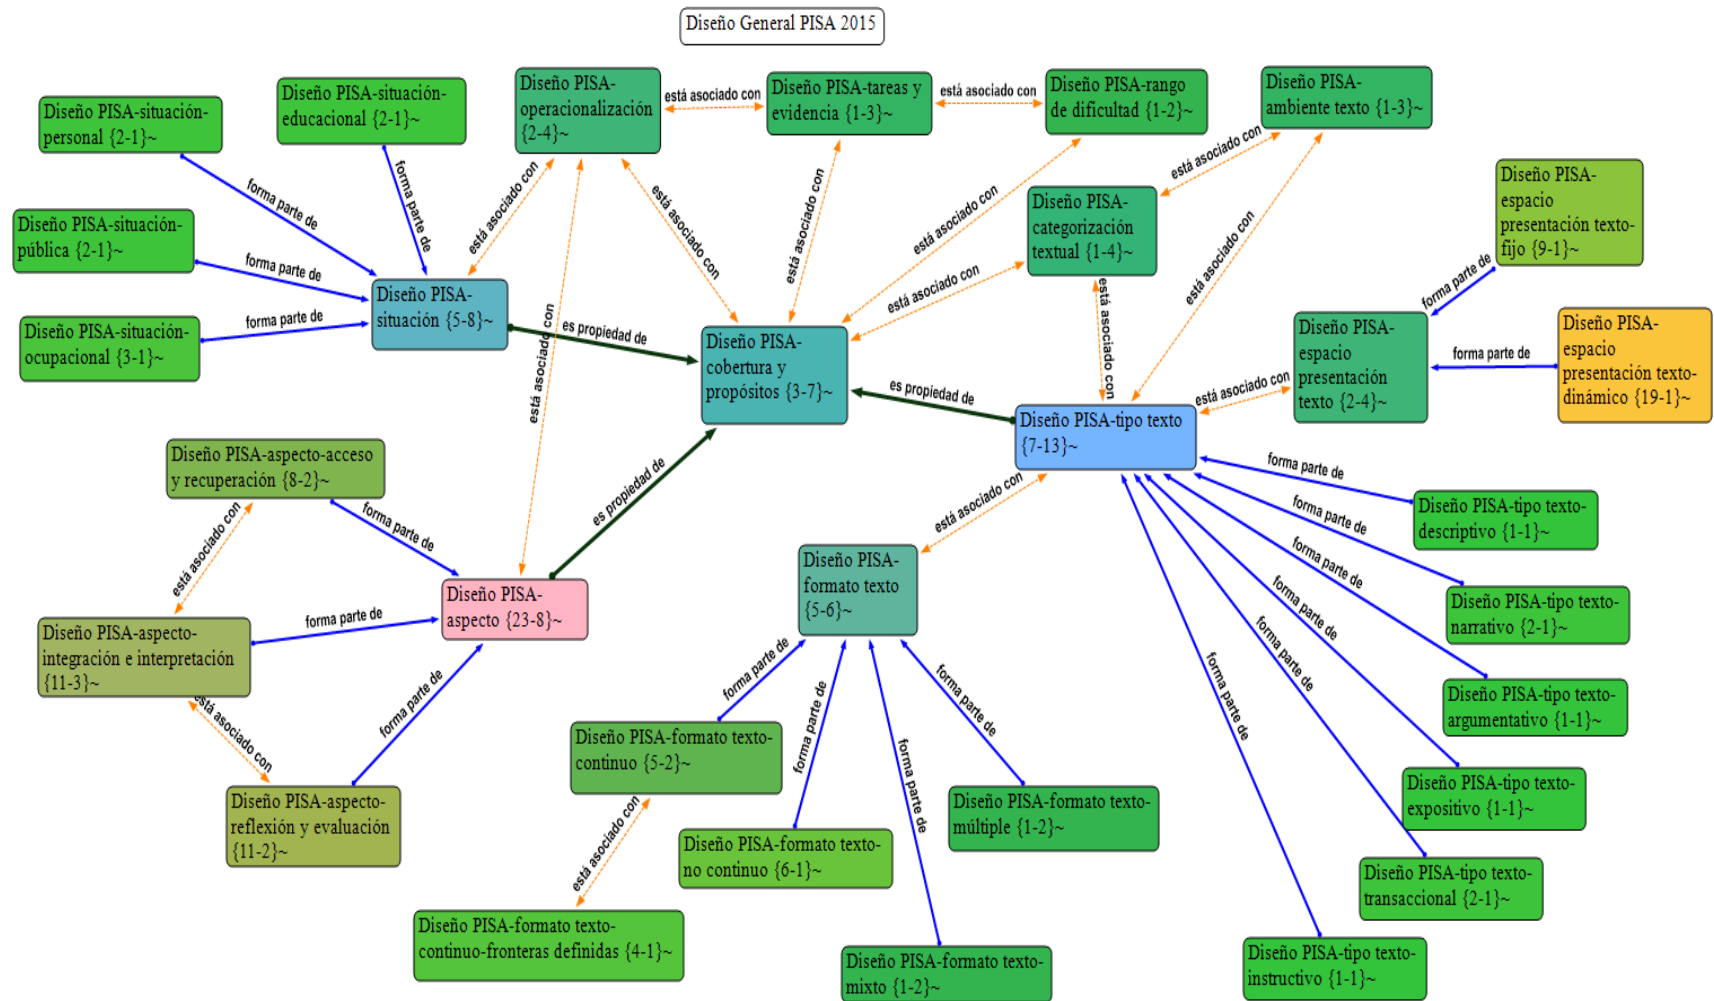 Diseño General PISA 2015
Diseño PISA-
operacionalización
{2-4}~
está asociado con
Diseño PISA-tareas y
evidencia {1-3}~
está asociado con
Diseño PISA-rango
de dificultad {1-2}~
Diseño PISA-
ambiente texto {1-3}~
Diseño PISA-situación-
personal {2-1}~
Diseño PISA-situación-
educacional {2-1}~
forma parte de
forma parte de
está asociado con
está asociado con
está asociado con
está asociado con
está asociado con
Diseño PISA-
categorización
textual {1-4}~
está asociado con
Diseño PISA-
espacio
presentación texto-
fijo {9-1}~
Diseño PISA-situación-
pública {2-1}~
forma parte de
Diseño PISA-
situación {5-8}~
está asociado con
está asociado con
forma parte de
Diseño PISA-situación-
ocupacional {3-1}~
forma parte de
es propiedad de
está asociado con
Diseño PISA-
cobertura y
propósitos {3-7}~
es propiedad de
está asociado con
Diseño PISA-
espacio
presentación
texto {2-4}~
forma parte de
Diseño PISA-
espacio
presentación texto-
dinámico {19-1}~
Diseño PISA-tipo texto
{7-13}~
Diseño PISA-aspecto-acceso
y recuperación {8-2}~
forma parte de
es propiedad de
está asociado con
está asociado con
forma parte de
Diseño PISA-tipo texto-
descriptivo {1-1}~
forma parte de
Diseño PISA-
aspecto {23-8}~
forma parte de
Diseño PISA-
formato texto
{5-6}~
forma parte de
Diseño PISA-tipo texto-
narrativo {2-1}~
Diseño PISA-aspecto-
integración e interpretación
{11-3}~
está asociado con
forma parte de
forma parte de
forma parte de
forma parte de
forma parte de
forma parte de
forma parte de
Diseño PISA-tipo texto-
argumentativo {1-1}~
Diseño PISA-formato texto-
continuo {5-2}~
forma parte de
forma parte de
Diseño PISA-tipo texto-
expositivo {1-1}~
Diseño PISA-aspecto-
reflexión y evaluación
{11-2}~
está asociado con
Diseño PISA-formato texto-
múltiple {1-2}~
Diseño PISA-formato texto-
no continuo {6-1}~
Diseño PISA-tipo texto-
transaccional {2-1}~
Diseño PISA-formato texto-
continuo-fronteras definidas {4-1}~
Diseño PISA-formato texto-
mixto {1-2}~
Diseño PISA-tipo texto-
instructivo {1-1}~